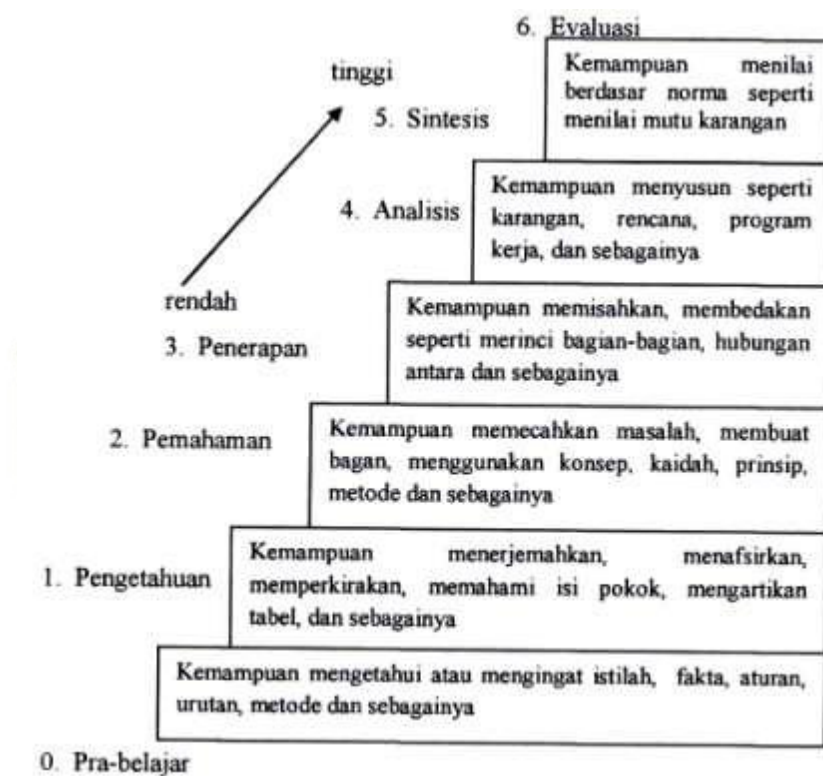 6. Evaluasi
Kemampuan menilai
berdasar norma seperti
menilai mutu karangan
tinggi
5. Sintesis
Kemampuan menyusun seperti
karangan, rencana, program
kerja, dan sebagainya
4. Analisis
rendah
Kemampuan memisahkan, membedakan
seperti merinci bagian-bagian, hubungan
antara dan sebagainya
3. Penerapan
Kemampuan memecahkan masalah, membuat
bagan, menggunakan konsep, kaidah, prinsip,
metode dan sebagainya
2. Pemahaman
Kemampuan menerjemahkan, menafsirkan,
memperkirakan, memahami isi pokok, mengartikan
tabel, dan sebagainya
1. Pengetahuan
Kemampuan mengetahui atau mengingat istilah, fakta, aturan,
urutan, metode dan sebagainya
0. Pra-belajar